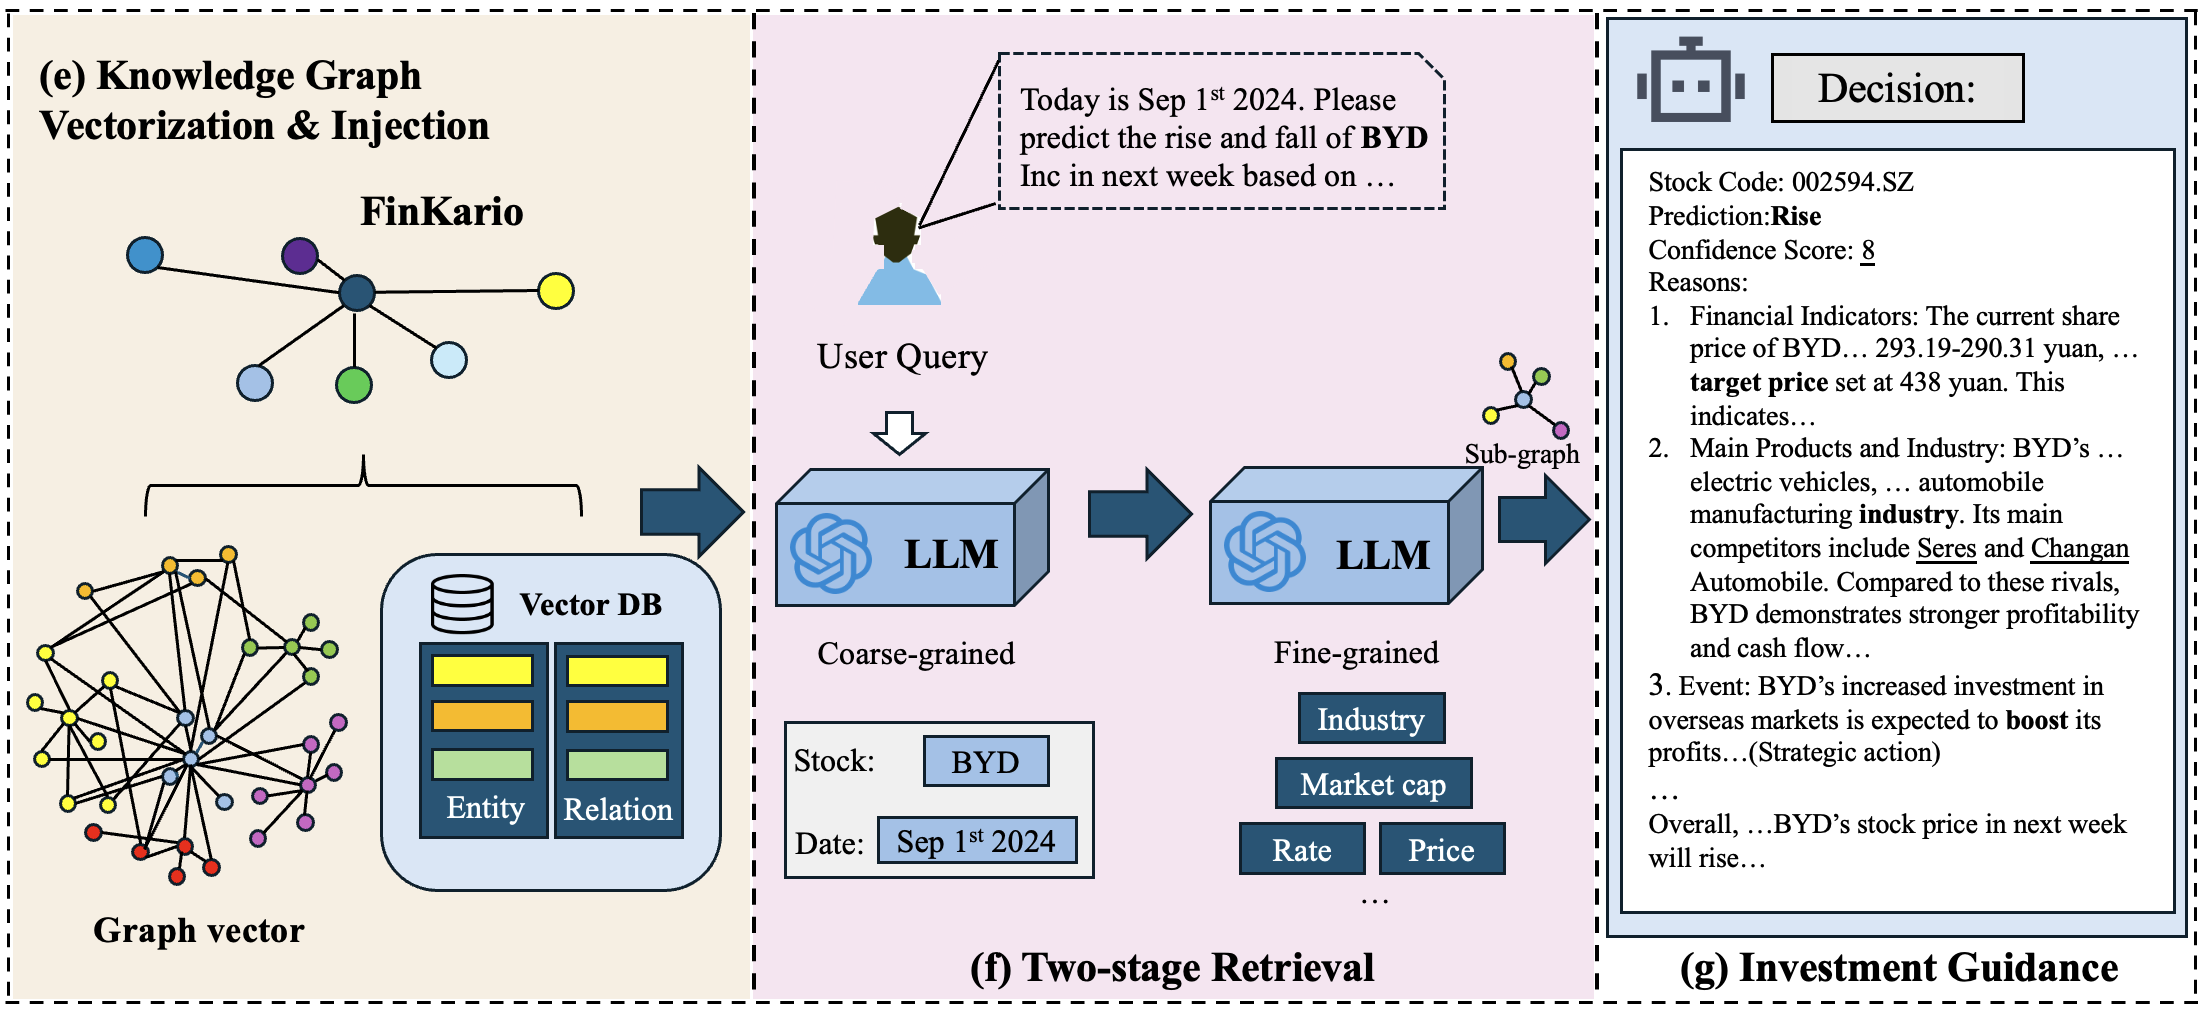 (e) Knowledge Graph
Vectorization & Injection
FinKario
Vector DB
Entity
Relation
Graph vector
Today is Sep 1st 2024. Please
predict the rise and fall of BYD
Inc in next week based on …
User Query
LLM
Coarse-grained
Stock:
BYD
Date:
Sep 1st 2024
Sub-graph
LLM
Fine-grained
Industry
Market cap
Rate
Price
…
(f) Two-stage Retrieval
Decision:
Stock Code: 002594.SZ
Prediction:Rise
Confidence Score: 8
Reasons:
1. Financial Indicators: The current share
price of BYD… 293.19-290.31 yuan, …
target price set at 438 yuan. This
indicates…
2. Main Products and Industry: BYD’s …
electric vehicles, … automobile
manufacturing industry. Its main
competitors include Seres and Changan
Automobile. Compared to these rivals,
BYD demonstrates stronger profitability
and cash flow…
3. Event: BYD’s increased investment in
overseas markets is expected to boost its
profits…(Strategic action)
…
Overall, …BYD’s stock price in next week
will rise…
(g) Investment Guidance